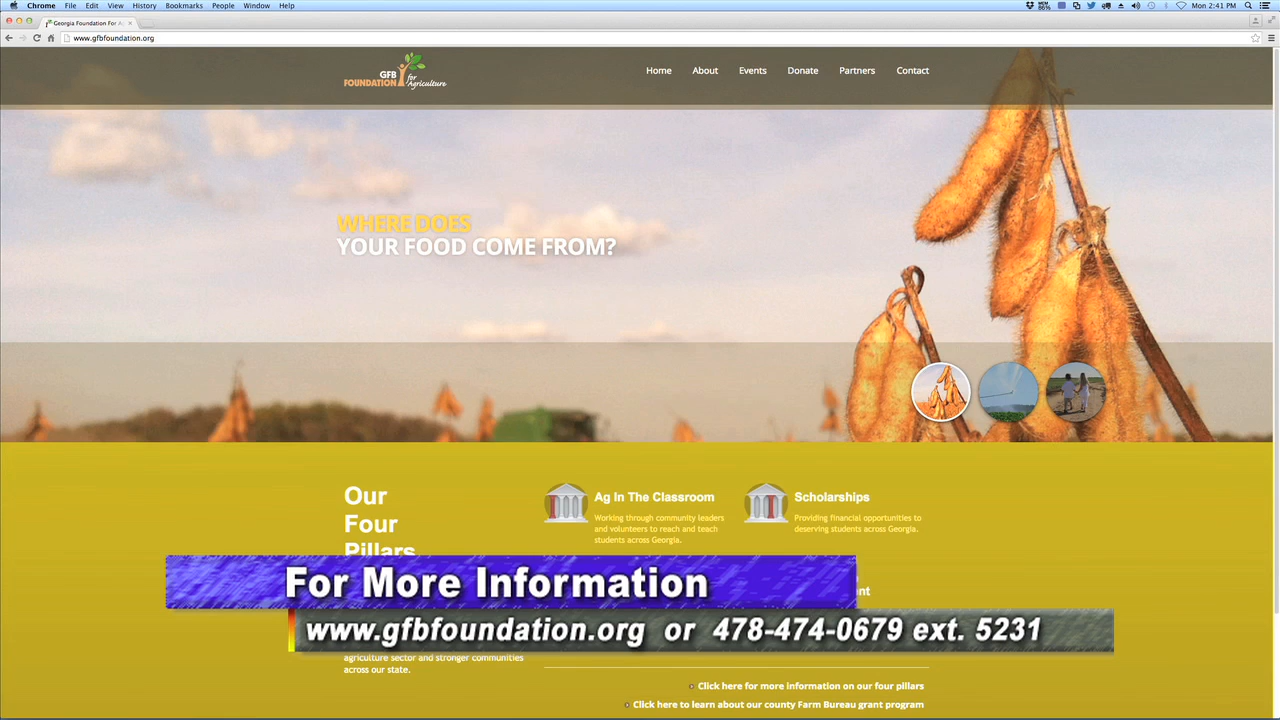 Chrome File Edit View History Bookmarks People Window Help
Mon 2:41 PM
Georgia Foundation For
www.gfbfoundation.org
GFB
FOUNDATION for
Agriculture
Home About Events Donate Partners Contact
WHERE DOES
YOUR FOOD COME FROM?
Our
Four
Pillars
Ag In The Classroom
Working through community leaders
and volunteers to reach and teach
students across Georgia.
Scholarships
Providing financial opportunities to
deserving students across Georgia.
For More Information
www.gfbfoundation.org or 478-474-0679 ext. 5231
agriculture sector and stronger communities
across our state.
Click here for more information on our four pillars
Click here to learn about our county Farm Bureau grant program